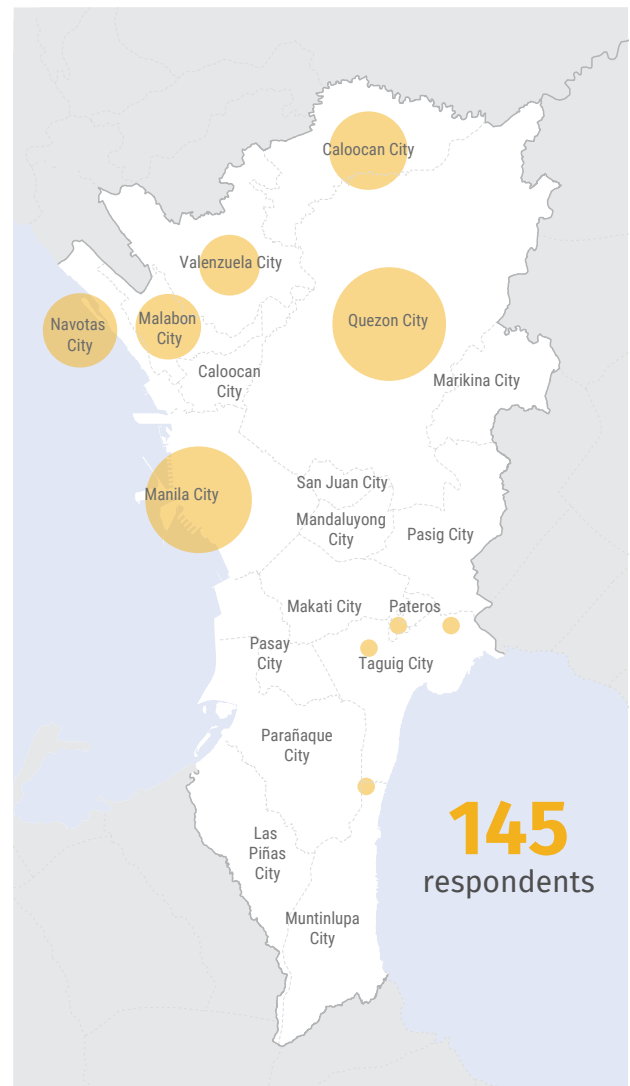 Caloocan City
Valenzuela City
Navotas
City
Malabon
City
Quezon City
Caloocan
City
Marikina City
Manila City
San Juan City
Mandaluyong
City
Pasig City
Makati City
Pateros
Pasay
City
Taguig City
Parañaque
City
145
respondents
Las
Piñas
City
Muntinlupa
City